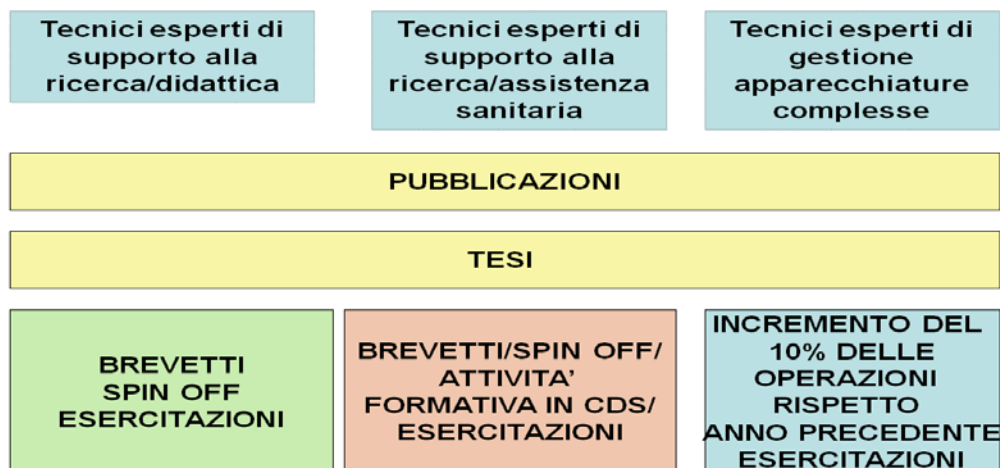 Tecnici esperti di
supporto alla
ricerca/didattica
Tecnici esperti di
supporto alla
ricerca/assistenza
sanitaria
Tecnici esperti di
gestione
apparecchiature
complesse
PUBBLICAZIONI
TESI
BREVETTI
SPIN OFF
ESERCITAZIONI
BREVETTI/SPIN OFF/
ATTIVITA’
FORMATIVA IN CDS/
ESERCITAZIONI
INCREMENTO DEL
10% DELLE
OPERAZIONI
RISPETTO
ANNO PRECEDENTE
ESERCITAZIONI